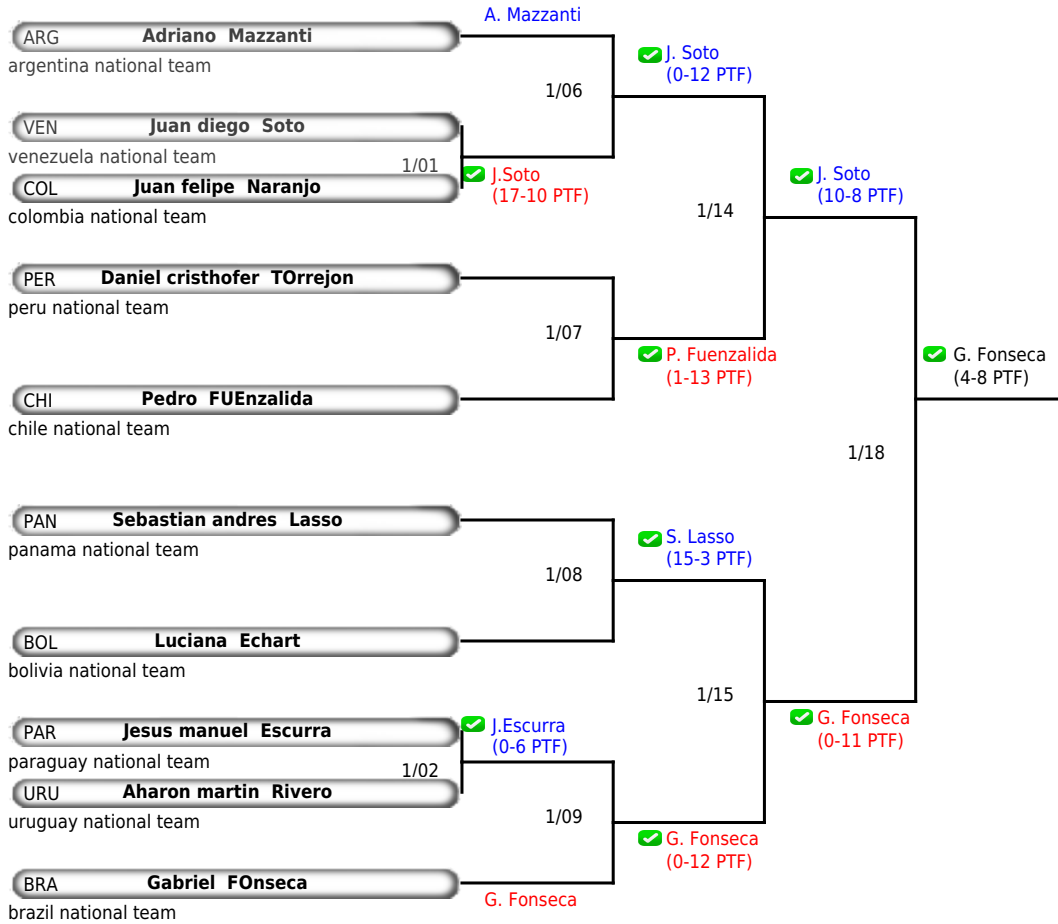 A. Mazzanti
ARG Adriano Mazzanti
argentina national team
J. Soto
(0-12 PTF)
1/06
VEN Juan diego Soto
venezuela national team
1/01
J.Soto
(17-10 PTF)
COL Juan felipe Naranjo
colombia national team
J. Soto
(10-8 PTF)
1/14
PER Daniel cristhofer TOrrejon
peru national team
1/07
P. Fuenzalida
(1-13 PTF)
G. Fonseca
(4-8 PTF)
CHI Pedro FUEnzalida
chile national team
1/18
PAN Sebastian andres Lasso
panama national team
S. Lasso
(15-3 PTF)
1/08
BOL Luciana Echart
bolivia national team
1/15
G. Fonseca
(0-11 PTF)
PAR Jesus manuel Escurra
paraguay national team
J.Escurra
(0-6 PTF)
1/02
URU Aharon martin Rivero
uruguay national team
1/09
G. Fonseca
(0-12 PTF)
BRA Gabriel FOnseca
brazil national team
G. Fonseca